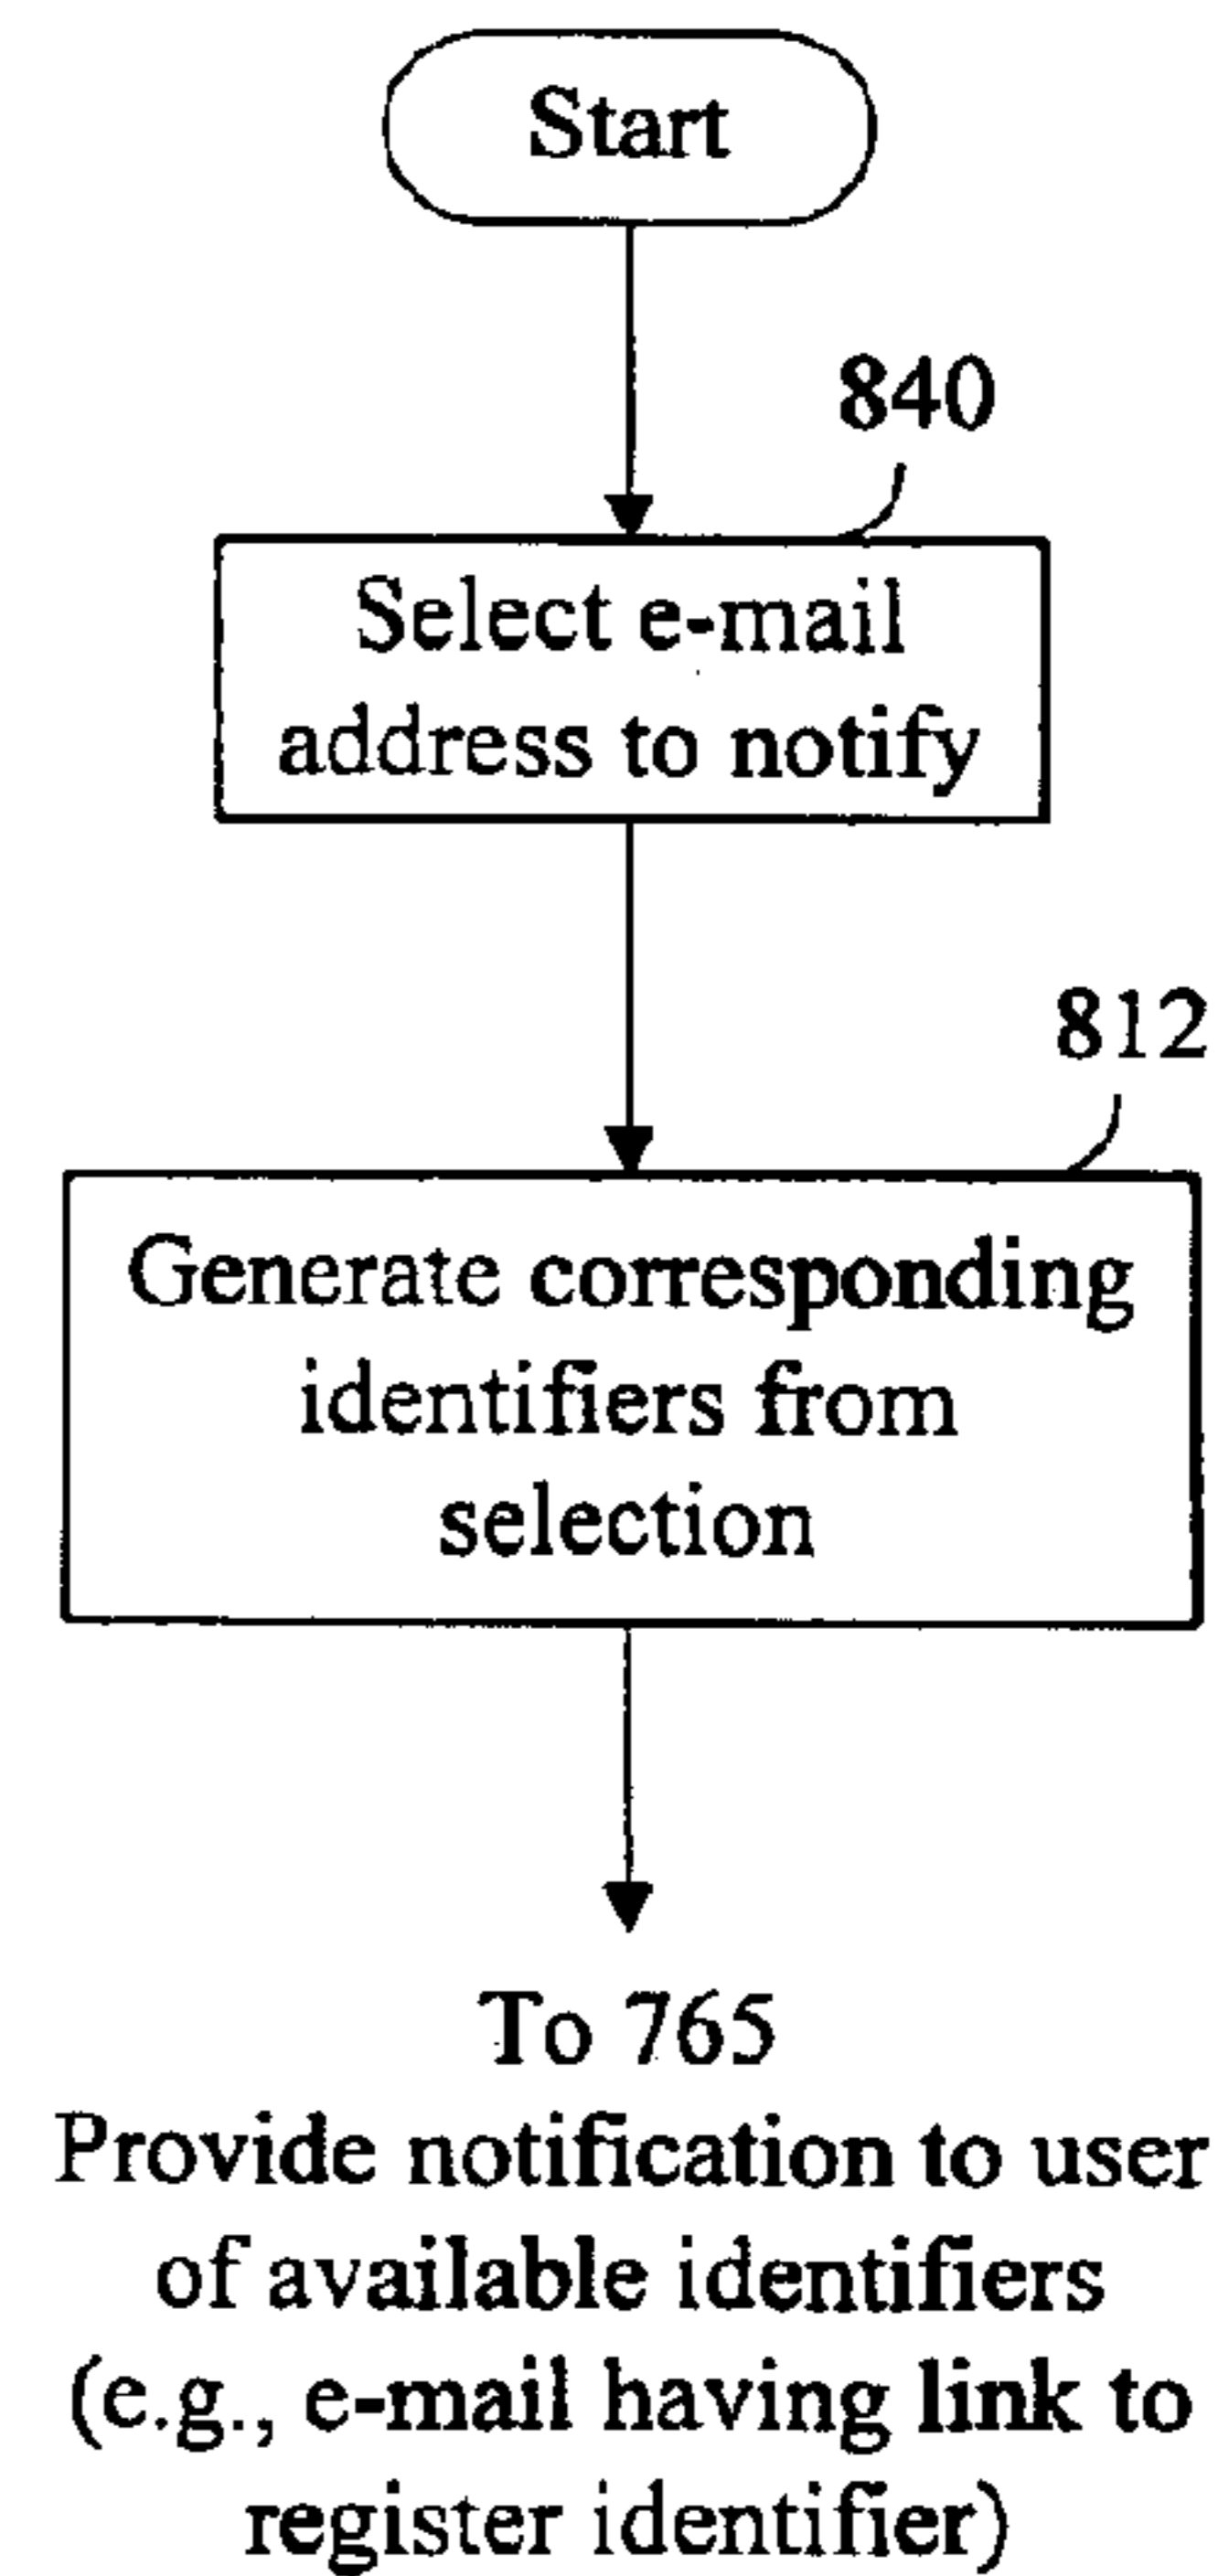 Start
840
Select e-mail
address to notify
812
Generate corresponding
identifiers from
selection
To 765
Provide notification to user
of available identifiers
(e.g., e-mail having link to
register identifier)